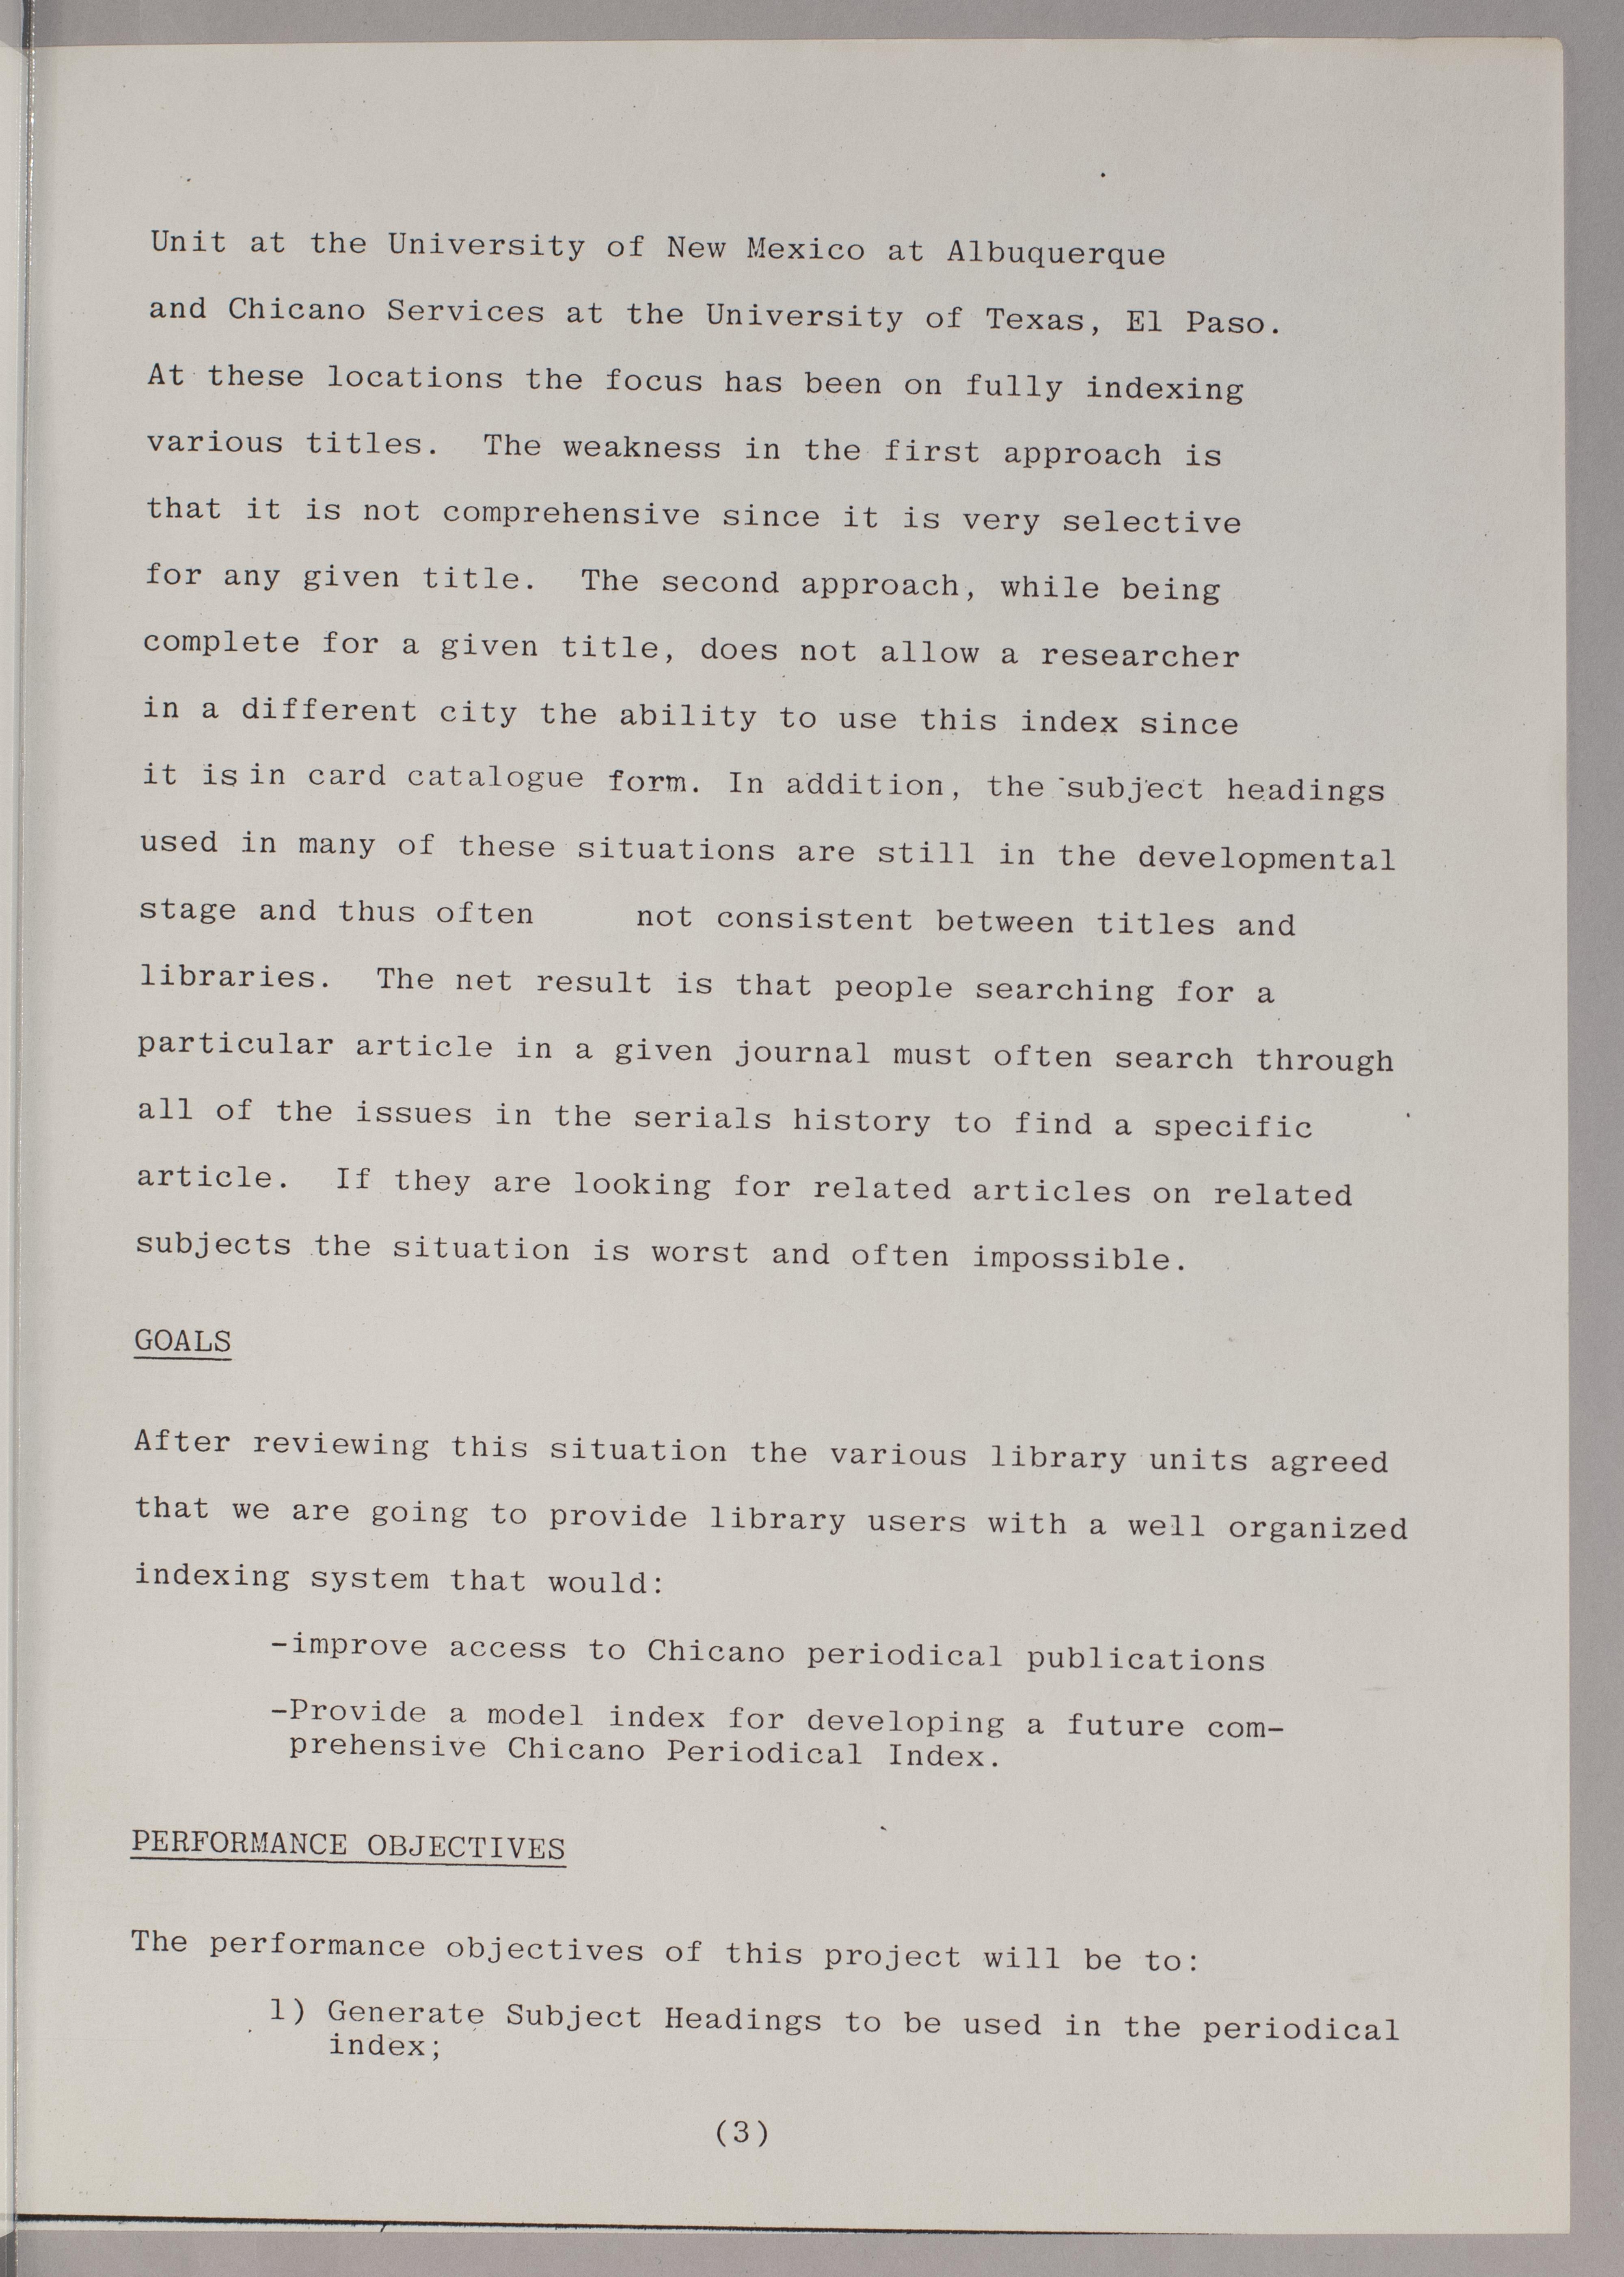 Unit at the University of New Mexico at Albuquerque
and Chicano Services at the University of Texas, El Paso.
At these locations the focus has been on fully indexing
various titles.  The weakness in the first approach is
that it is not comprehensive since it is very selective
for any given title.  The second approach, while being
complete for a given title, does not allow a researcher
in a different city the ability to use this index since
it is in card catalogue form. In addition, the subject headings
used in many of these situations are still in the developmental
stage and thus often     not consistent between titles and
libraries.  The net result is that people searching for a
particular article in a given journal must often search through
all of the issues in the serials history to find a specific
article.  If they are looking for related articles on related
subjects the situation is worst and often impossible.
GOALS
After reviewing this situation the various library units agreed
that we are going to provide library users with a well organized
indexing system that would:
-improve access to Chicano periodical publications
-Provide a model index for developing a future com-
prehensive Chicano Periodical Index.
PERFORMANCE OBJECTIVES
The performance objectives of this project will be to:
1) Generate Subject Headings to be used in the periodical
index;
(3)